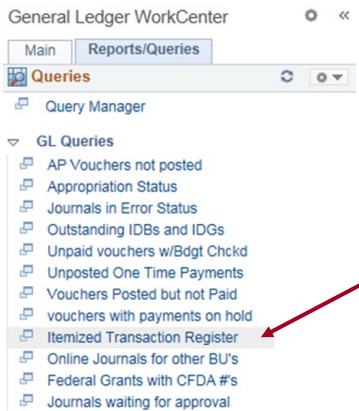 General Ledger WorkCenter
Main Reports/Queries
Queries
Query Manager
GL Queries
AP Vouchers not posted
Appropriation Status
Journals in Error Status
Outstanding IDBs and IDGs
Unpaid vouchers w/Bdgt Chckd
Unposted One Time Payments
Vouchers Posted but not Paid
vouchers with payments on hold
Itemized Transaction Register
Online Journals for other BU's
Federal Grants with CFDA #'s
Journals waiting for approval